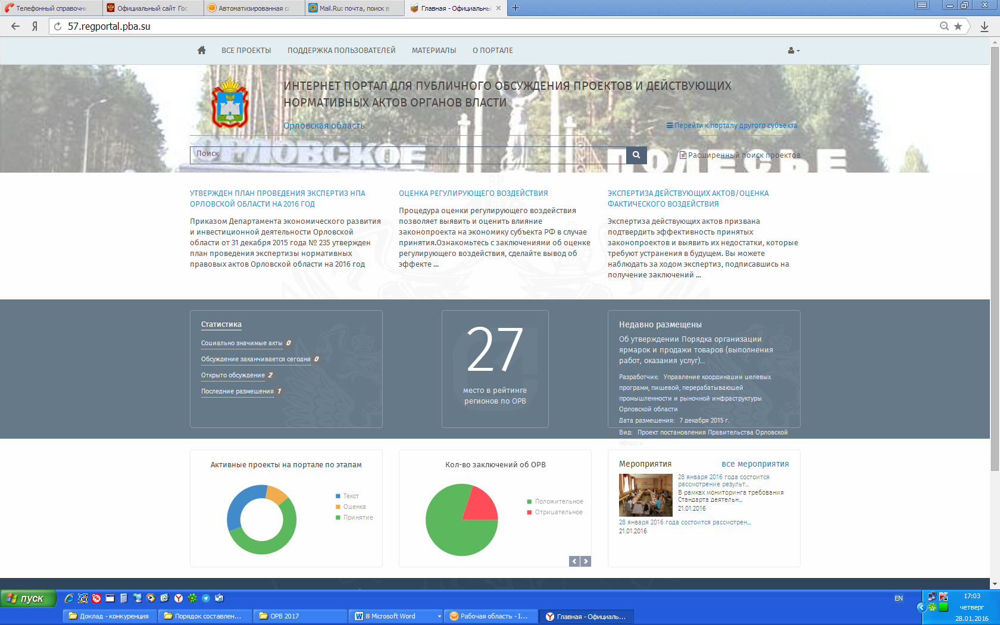 Телефонный справочни
Официальный сайт Гос
Автоматизированная с
Mail.Ru: почта, поиск в
Главная - Официальны
57.regportal.pba.su
ВСЕ ПРОЕКТЫ
ПОДДЕРЖКА ПОЛЬЗОВАТЕЛЕЙ
МАТЕРИАЛЫ
О ПОРТАЛЕ
ИНТЕРНЕТ ПОРТАЛ ДЛЯ ПУБЛИЧНОГО ОБСУЖДЕНИЯ ПРОЕКТОВ И ДЕЙСТВУЮЩИХ
НОРМАТИВНЫХ АКТОВ ОРГАНОВ ВЛАСТИ
Орловская область
Перейти к порталу другого субъекта
ОРЛОВСКОЕ
ПОЛЕСЬЕ
Поиск
Расширенный поиск проектов
УТВЕРЖДЕН ПЛАН ПРОВЕДЕНИЯ ЭКСПЕРТИЗ НПА
ОРЛОВСКОЙ ОБЛАСТИ НА 2016 ГОД
Приказом Департамента экономического развития
и инвестиционной деятельности Орловской
области от 31 декабря 2015 года № 235 утвержден
план проведения экспертизы нормативных
правовых актов Орловской области на 2016 год
ОЦЕНКА РЕГУЛИРУЮЩЕГО ВОЗДЕЙСТВИЯ
Процедура оценки регулирующего воздействия
позволяет выявить и оценить влияние
законопроекта на экономику субъекта РФ в случае
принятия.Ознакомьтесь с заключениями об оценке
регулирующего воздействия, сделайте вывод об
эффекте ...
ЭКСПЕРТИЗА ДЕЙСТВУЮЩИХ АКТОВ/ОЦЕНКА
ФАКТИЧЕСКОГО ВОЗДЕЙСТВИЯ
Экспертиза действующих актов призвана
подтвердить эффективность принятых
законопроектов и выявить их недостатки, которые
требуют устранения в будущем. Вы можете
наблюдать за ходом экспертиз, подписавшись на
получение заключений ...
Статистика
Социально значимые акты 0
Обсуждение заканчивается сегодня 0
Открыто обсуждение 2
Последние размещения 1
27
место в рейтинге
регионов по ОРВ
Недавно размещены
Об утверждении Порядка организации
ярмарок и продажи товаров (выполнения
работ, оказания услуг)...
Разработчик: Управление координации целевых
программ, пищевой, перерабатывающей
промышленности и рыночной инфраструктуры
Орловской области
Дата размещения: 7 декабря 2015 г.
Вид: Проект постановления Правительства Орловской
области
Активные проекты на портале по этапам
Текст
Оценка
Принятие
Кол-во заключений об ОРВ
Положительное
Отрицательное
Мероприятия
все мероприятия
28 января 2016 года состоится
рассмотрение результ...
В рамках мониторинга требования
Стандарта деятельн...
21.01.2016
28 января 2016 года состоится рассмотрен...
21.01.2016
пуск
EN
17:03
четверг
28.01.2016
Доклад - конкуренция
Порядок составлен...
ОРВ 2017
8 Microsoft Word
Рабочая область - I...
Главная - Официаль...